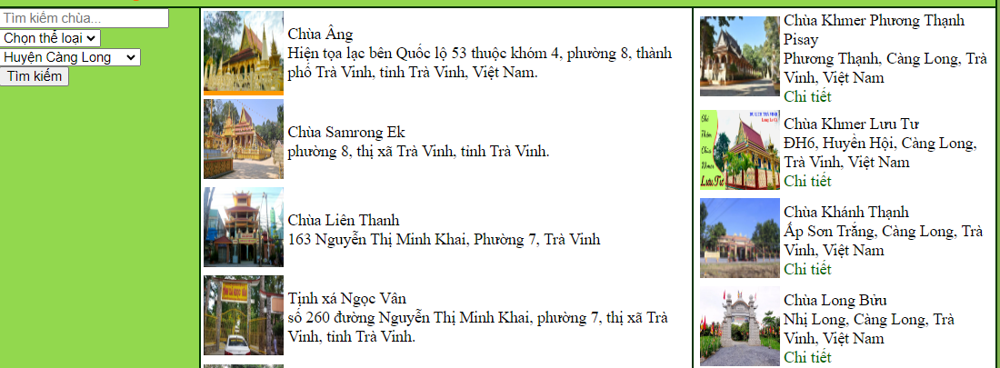 Tìm kiếm chùa...
Chọn thể loại
Huyện Càng Long
Tìm kiếm
Chùa Âng
Hiện tọa lạc bên Quốc lộ 53 thuộc khóm 4, phường 8, thành
phố Trà Vinh, tỉnh Trà Vinh, Việt Nam.
Chùa Samrong Ek
phường 8, thị xã Trà Vinh, tỉnh Trà Vinh.
Chùa Liên Thanh
163 Nguyễn Thị Minh Khai, Phường 7, Trà Vinh
Tịnh xá Ngọc Vân
số 260 đường Nguyễn Thị Minh Khai, phường 7, thị xã Trà
Vinh, tỉnh Trà Vinh.
Chùa Khmer Phương Thạnh
Pisay
Phương Thạnh, Càng Long, Trà
Vinh, Việt Nam
Chi tiết
Chùa Khmer Lưu Tư
ĐH6, Huyền Hội, Càng Long,
Trà Vinh, Việt Nam
Chi tiết
Chùa Khánh Thạnh
Ấp Sơn Trắng, Càng Long, Trà
Vinh, Việt Nam
Chi tiết
Chùa Long Bửu
Nhị Long, Càng Long, Trà
Vinh, Việt Nam
Chi tiết